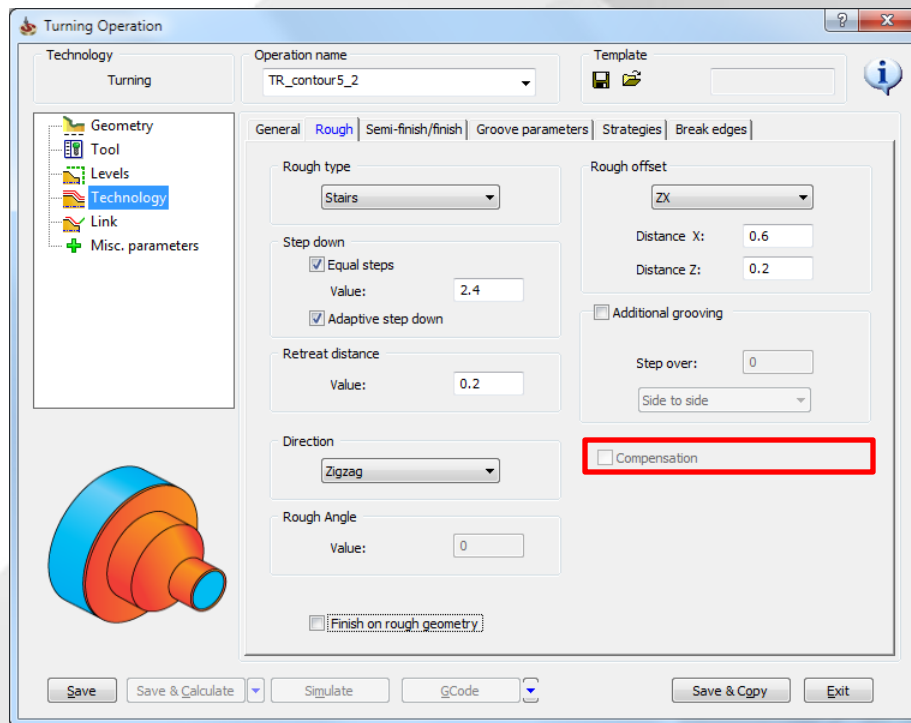 Turning Operation
?
X
Technology
Turning
Operation name
TR_contour5_2
Template
i
Geometry
Tool
Levels
Technology
Link
Misc. parameters
General Rough Semi-finish/finish Groove parameters Strategies Break edges
Rough type
Stairs
Step down
Equal steps
Value: 2.4
Adaptive step down
Retreat distance
Value: 0.2
Direction
Zigzag
Rough Angle
Value: 0
Finish on rough geometry
Rough offset
ZX
Distance X: 0.6
Distance Z: 0.2
Additional grooving
Step over: 0
Side to side
Compensation
Save Save & Calculate Simulate GCode Save & Copy Exit